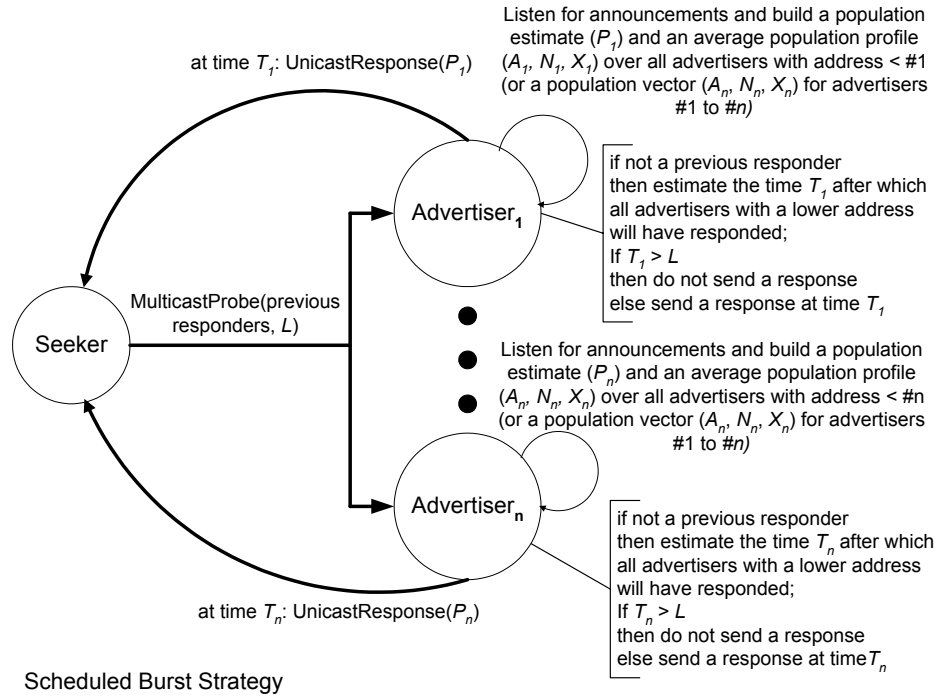 Listen for announcements and build a population
estimate (P1) and an average population profile
(A1, N1, X1) over all advertisers with address < #1
(or a population vector (An, Nn, Xn) for advertisers
#1 to #n)
at time T1: UnicastResponse(P1)
Advertiser1
if not a previous responder
then estimate the time T1 after which
all advertisers with a lower address
will have responded;
If T1 > L
then do not send a response
else send a response at time T1
MulticastProbe(previous
responders, L)
Seeker
Listen for announcements and build a population
estimate (Pn) and an average population profile
(An, Nn, Xn) over all advertisers with address < #n
(or a population vector (An, Nn, Xn) for advertisers
#1 to #n)
Advertisern
if not a previous responder
then estimate the time Tn after which
all advertisers with a lower address
will have responded;
If Tn > L
then do not send a response
else send a response at timeTn
at time Tn: UnicastResponse(Pn)
Scheduled Burst Strategy